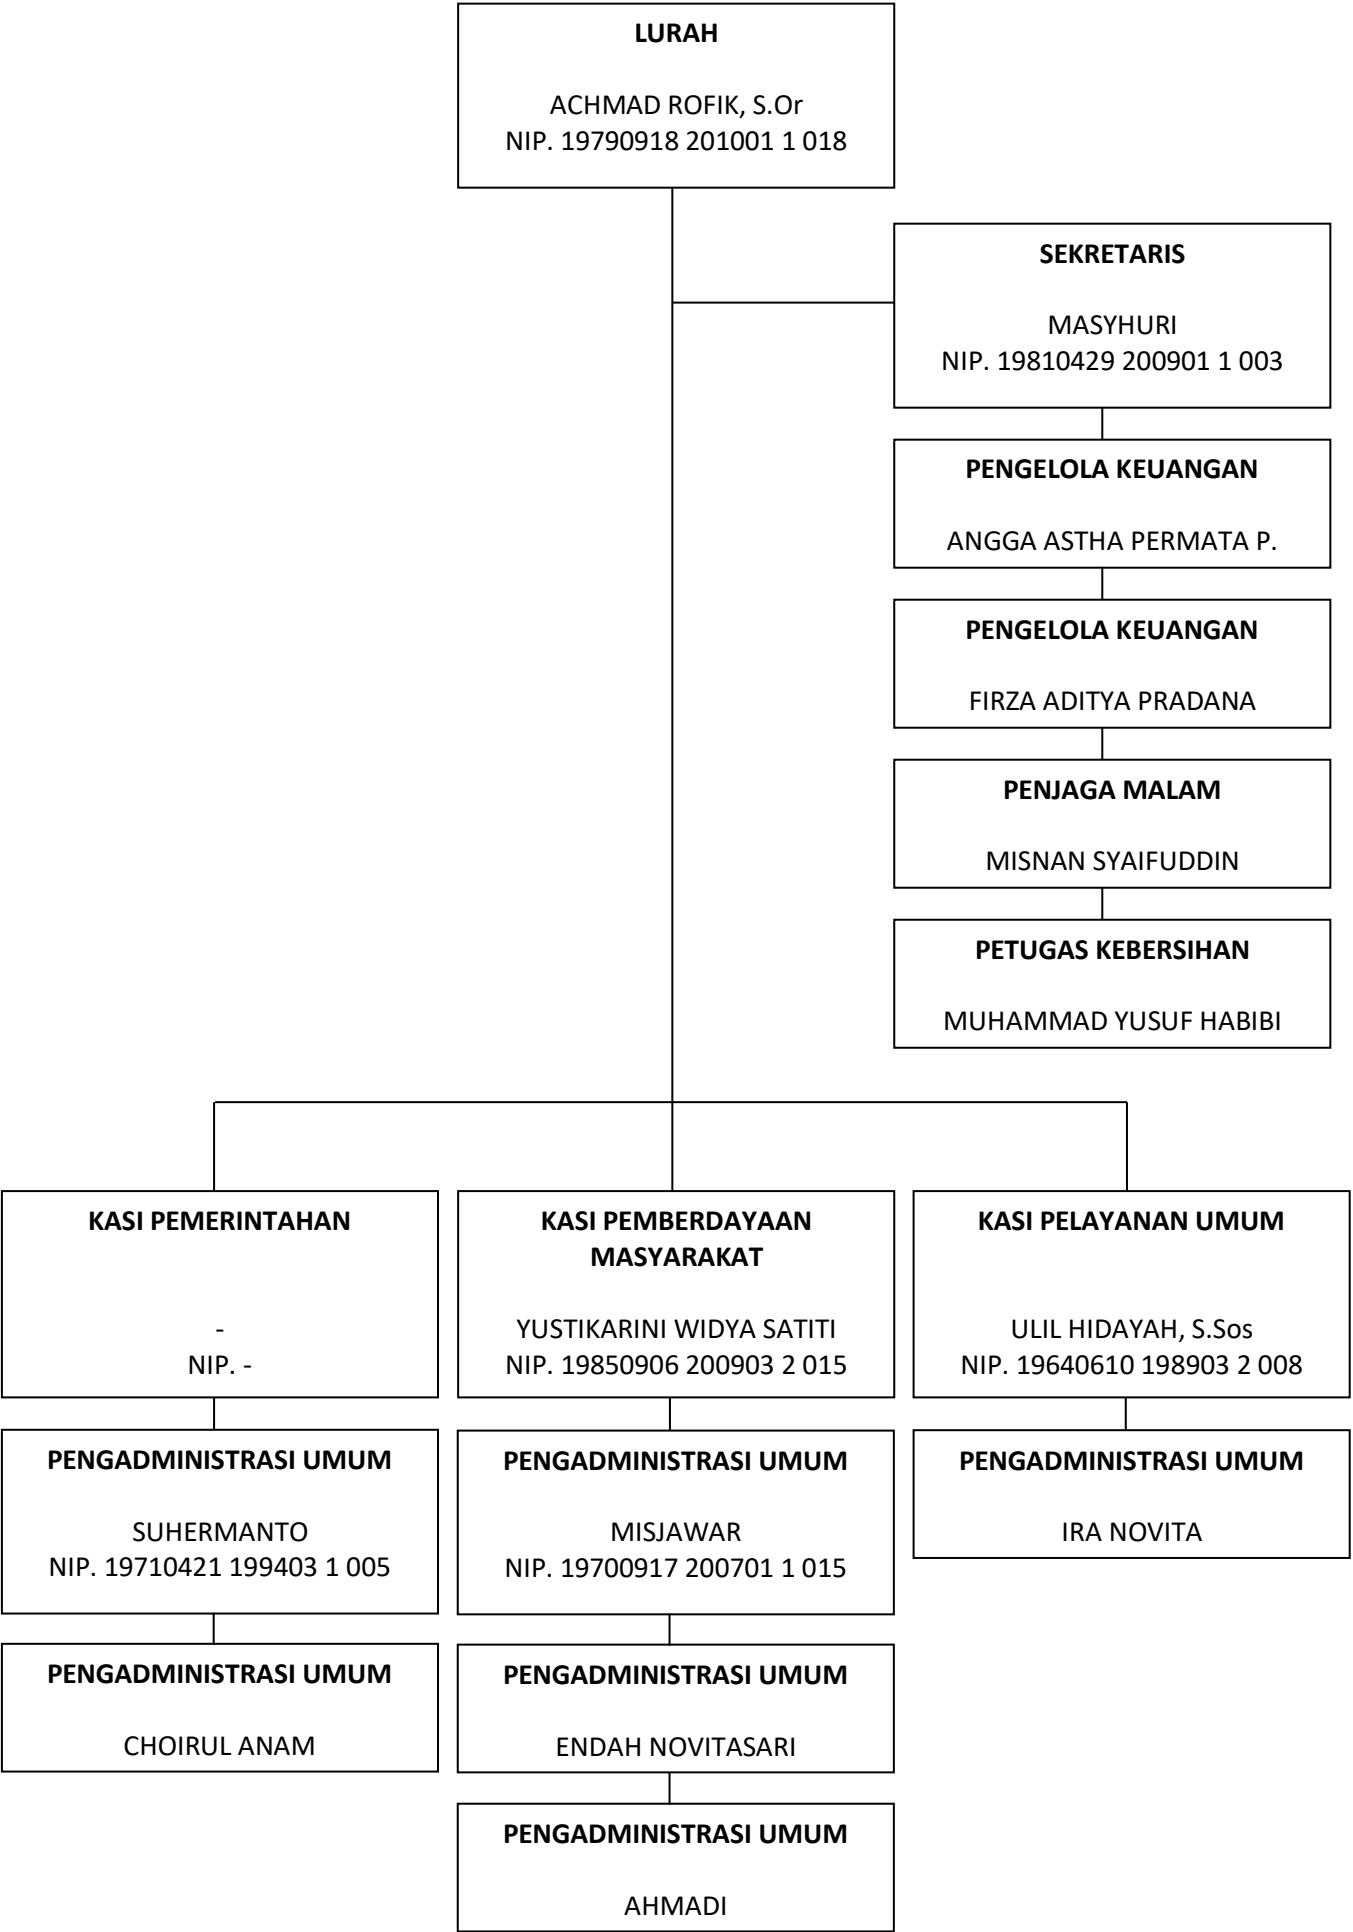 LURAH
ACHMAD ROFIK, S.Or
NIP. 19790918 201001 1 018
SEKRETARIS
MASYHURI
NIP. 19810429 200901 1 003
PENGELOLA KEUANGAN
ANGGA ASTHA PERMATA P.
PENGELOLA KEUANGAN
FIRZA ADITYA PRADANA
PENJAGA MALAM
MISNAN SYAIFUDDIN
PETUGAS KEBERSIHAN
MUHAMMAD YUSUF HABIBI
KASI PEMERINTAHAN
-
NIP. -
PENGADMINISTRASI UMUM
SUHERMANTO
NIP. 19710421 199403 1 005
PENGADMINISTRASI UMUM
CHOIRUL ANAM
KASI PEMBERDAYAAN
MASYARAKAT
YUSTIKARINI WIDYA SATITI
NIP. 19850906 200903 2 015
PENGADMINISTRASI UMUM
MISJAWAR
NIP. 19700917 200701 1 015
PENGADMINISTRASI UMUM
ENDAH NOVITASARI
PENGADMINISTRASI UMUM
AHMADI
KASI PELAYANAN UMUM
ULIL HIDAYAH, S.Sos
NIP. 19640610 198903 2 008
PENGADMINISTRASI UMUM
IRA NOVITA